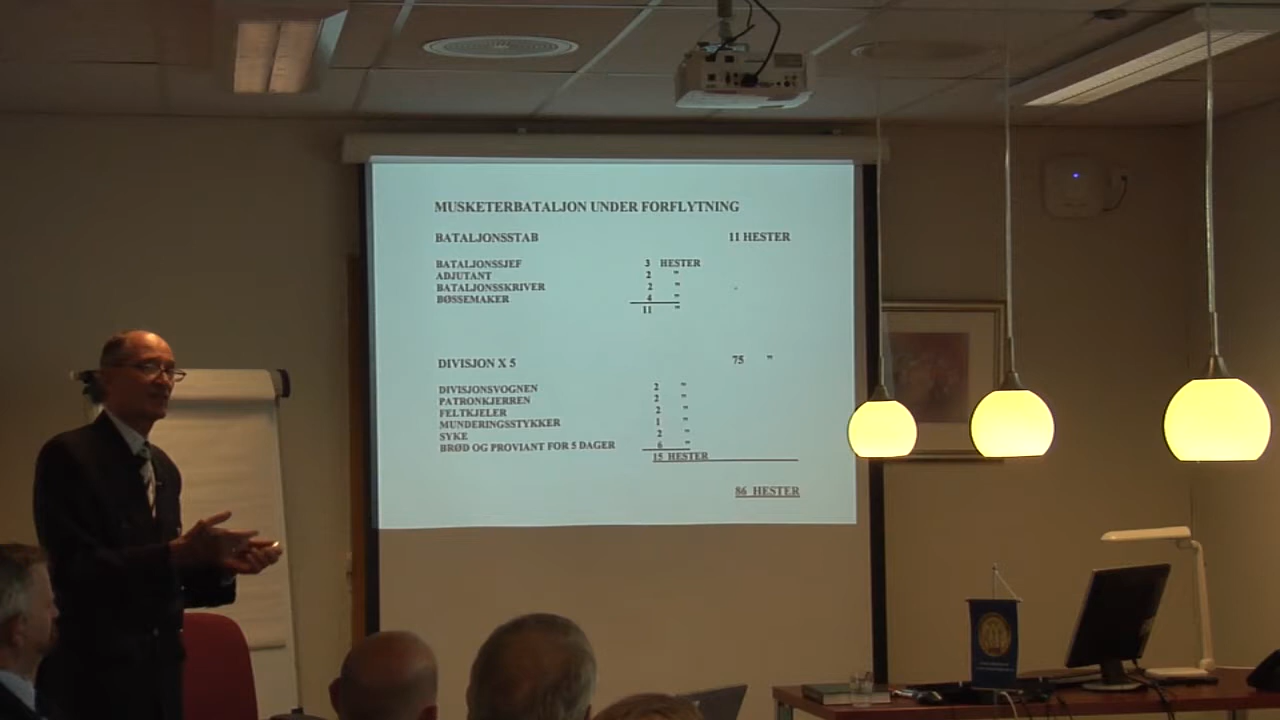 MUSKETERBATALJON UNDER FORFLYTNING
BATALJONSSTAB 11 HESTER
BATALJONSSJEF 3 HESTER
ADJUTANT 2 "
BATALJONSSKRIVER 2 "
BØSSEMAKER 4 "
11 "
DIVISJON X 5 75 "
DIVISJONSVOGNEN 2 "
PATRONKJERREN 2 "
FELTKJELER 2 "
MUNDERINGSSTYKKER 1 "
SYKE 2 "
BRØD OG PROVIANT FOR 5 DAGER 6 "
15 HESTER
86 HESTER